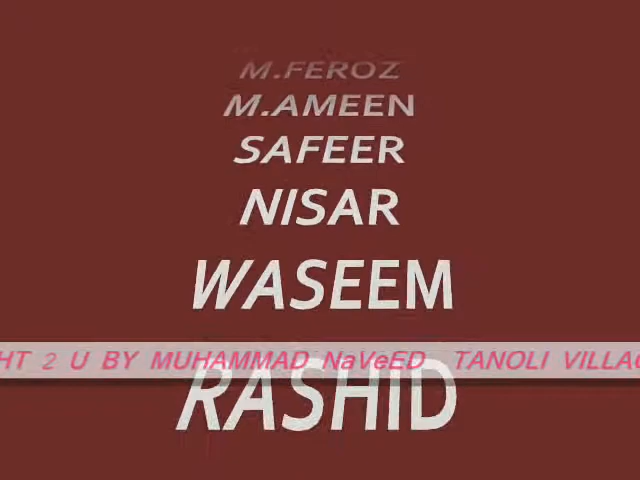 M.FEROZ
M.AMEEN
SAFEER
NISAR
WASEEM
HT 2 U BY MUHAMMAD NaVeED TANOLI VILLAG
RASHID